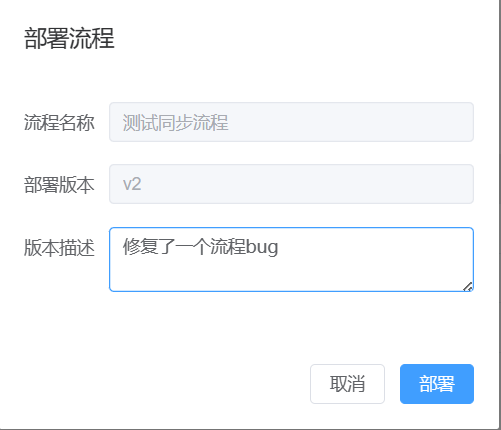 部署流程
流程名称 测试同步流程
部署版本 v2
版本描述 修复了一个流程bug
取消 部署